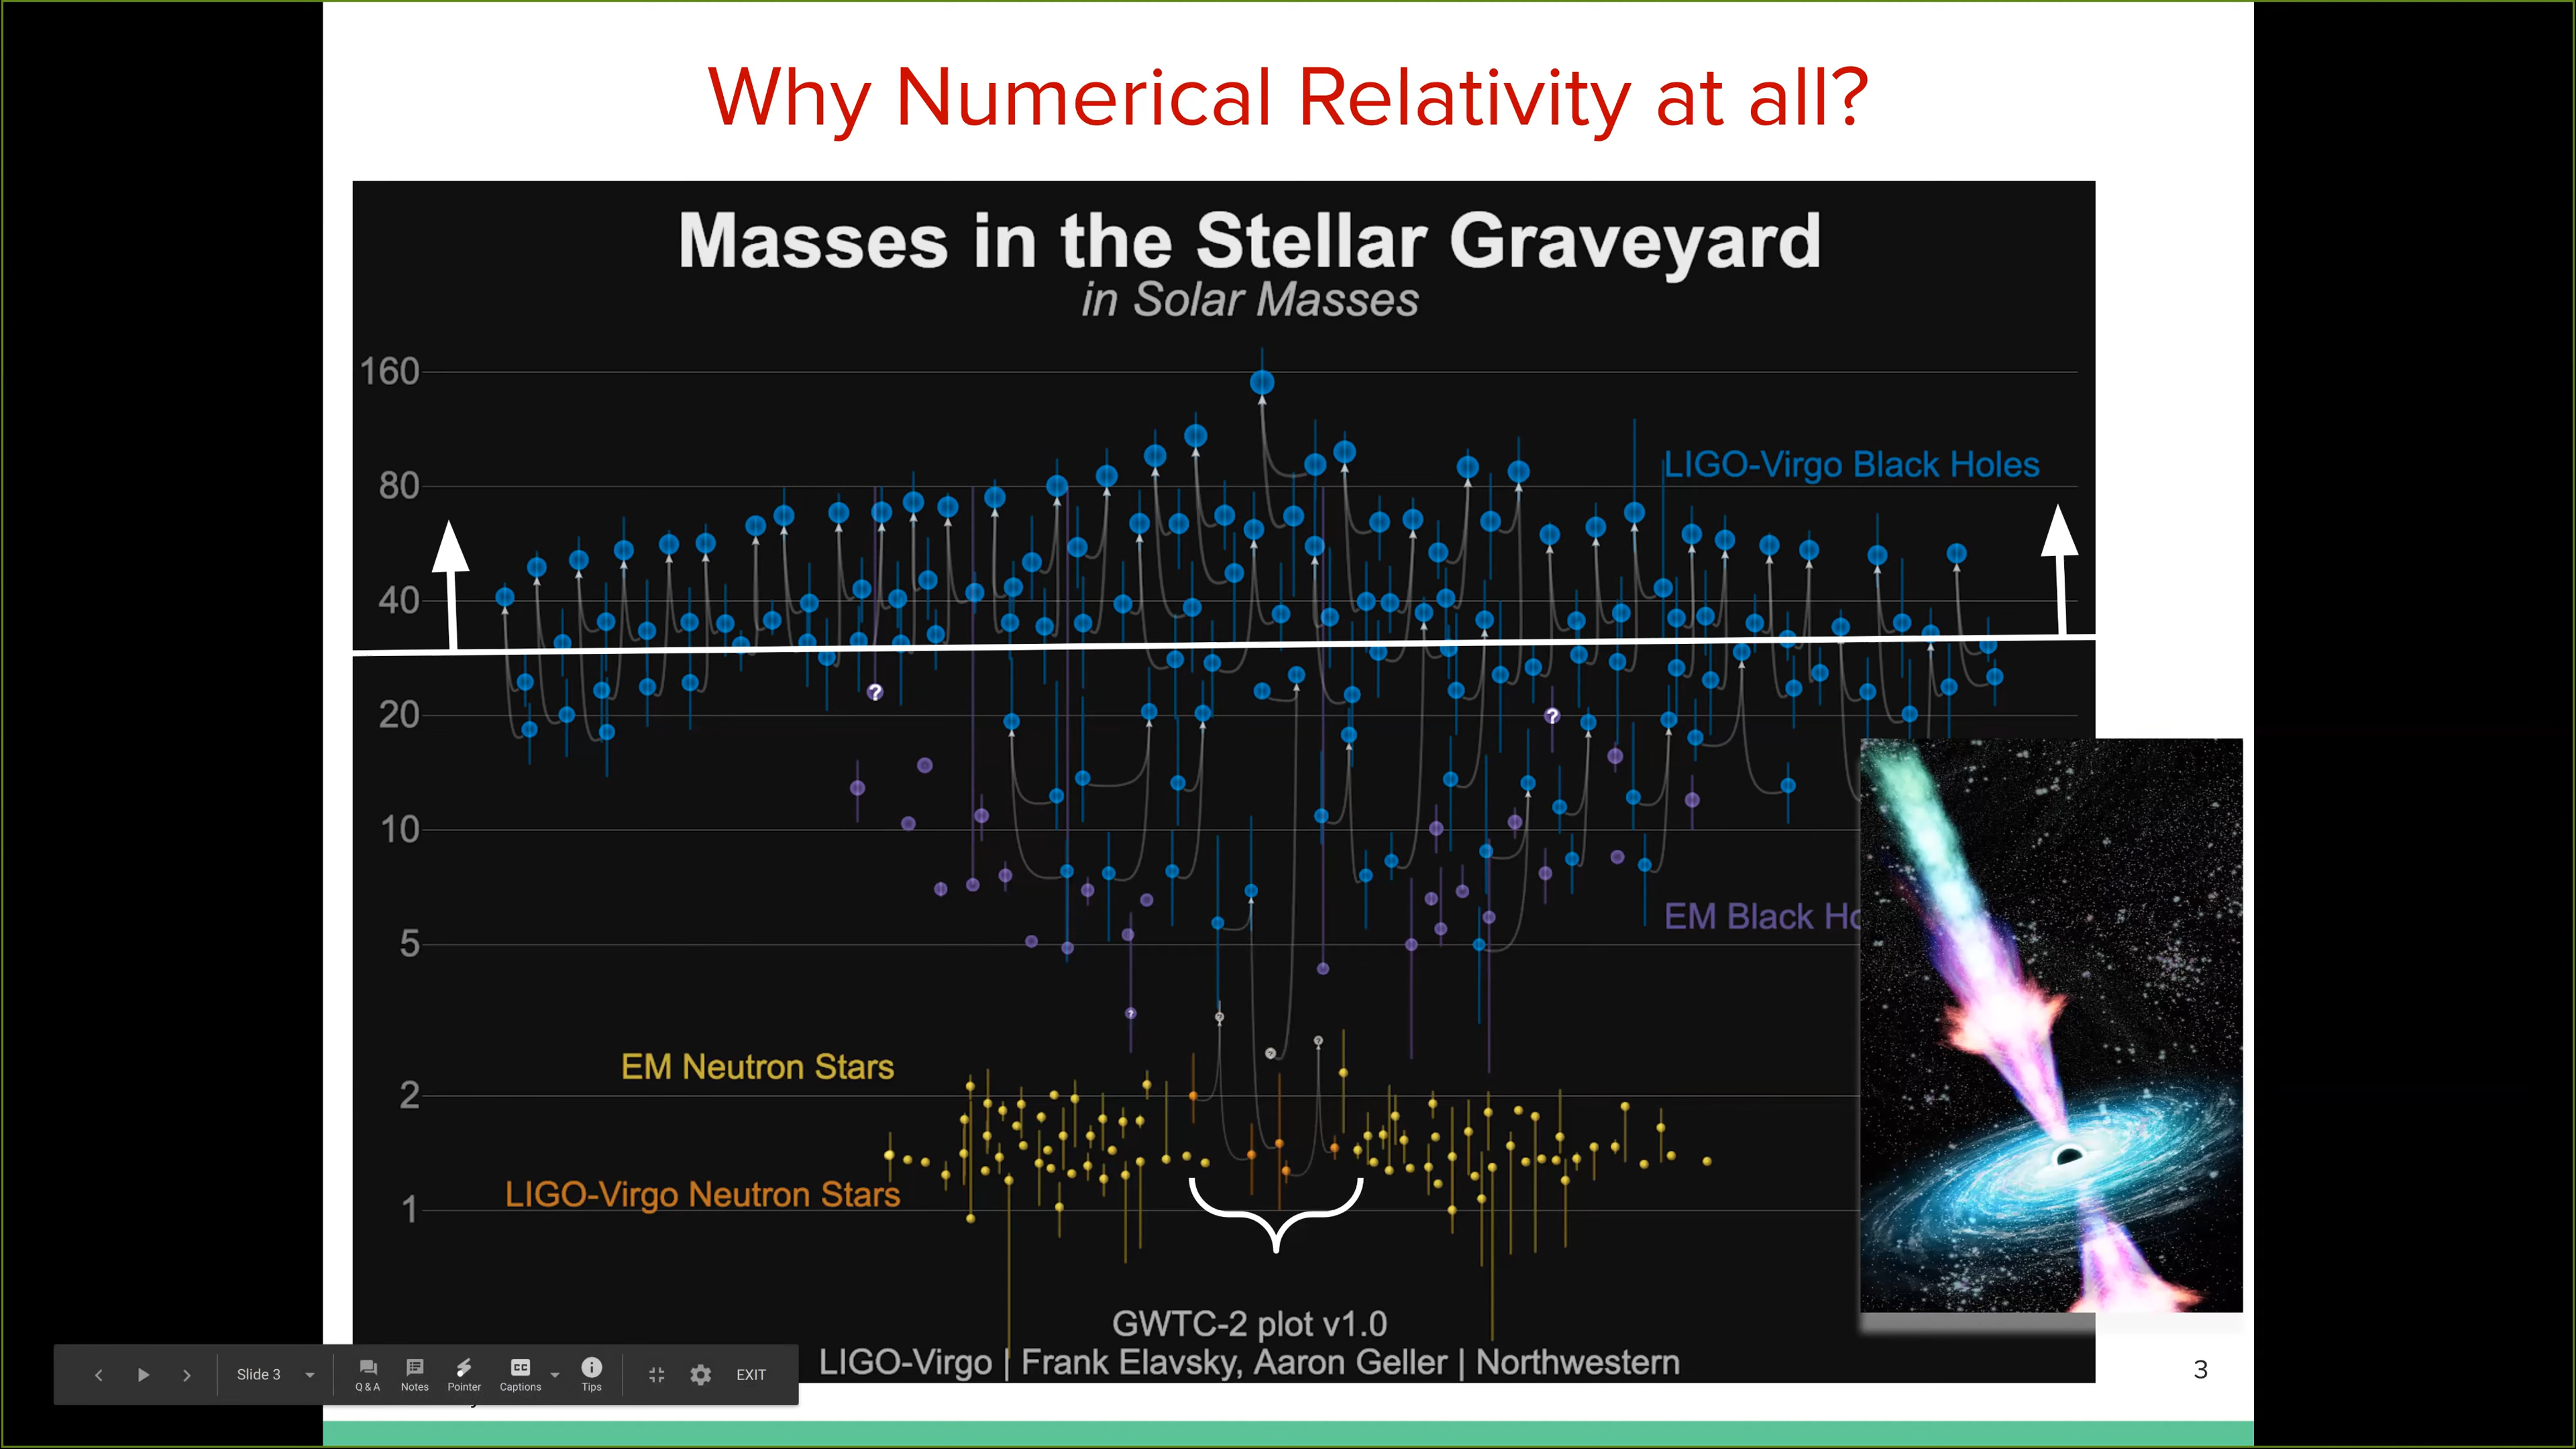 Why Numerical Relativity at all?
Masses in the Stellar Graveyard
in Solar Masses
160
LIGO-Virgo Black Holes
80
40
?
20
?
10
EM Black Ho
5
?
?
?
?
EM Neutron Stars
2
LIGO-Virgo Neutron Stars
1
GWTC-2 plot v1.0
LIGO-Virgo | Frank Elavsky, Aaron Geller | Northwestern
3
Slide 3
Q & A
Notes
Pointer
CC
Captions
Tips
EXIT